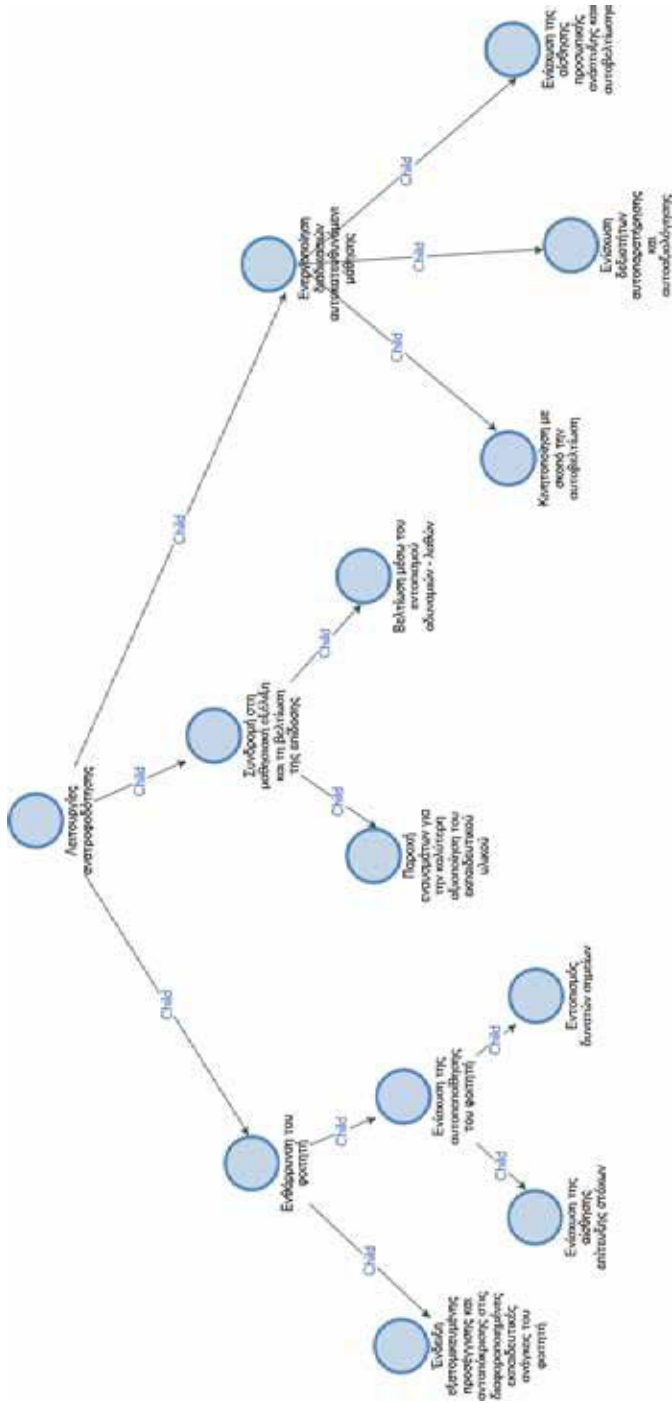 Λειτουργίες
ανατροφοδότησης
Child
Child
Child
Ενθάρρυνση του
φοιτητή
Συνδρομή στη
μαθησιακή εξέλιξη
και τη βελτίωση
της επίδοσης
Ενεργοποίηση
διαδικασιών
αυτοκατευθυνόμενη
μάθησης
Child
Child
Child
Child
Child
Child
Child
Ένδειξη
εξατομικευμένης
προσέγγισης και
ανταπόκρισης στις
διαφοροποιημένες
εκπαιδευτικές
ανάγκες του
φοιτητή
Ενίσχυση της
αυτοπεποίθησης
του φοιτητή
Παροχή
εναυσμάτων για
την καλύτερη
αξιοποίηση του
εκπαιδευτικού
υλικού
Βελτίωση μέσω του
εντοπισμού
αδυναμιών - λαθών
Κινητοποίηση με
σκοπό την
αυτοβελτίωση
Ενίσχυση
δεξιοτήτων
αυτοπαρατήρησης
και
αυτοαξιολόγησης
Ενίσχυση της
αίσθησης
προσωπικής
ανάπτυξης και
αυτοβελτίωσης
Child
Child
Ενίσχυση της
αίσθησης
επίτευξης στόχων
Εντοπισμός
δυνατών σημείων